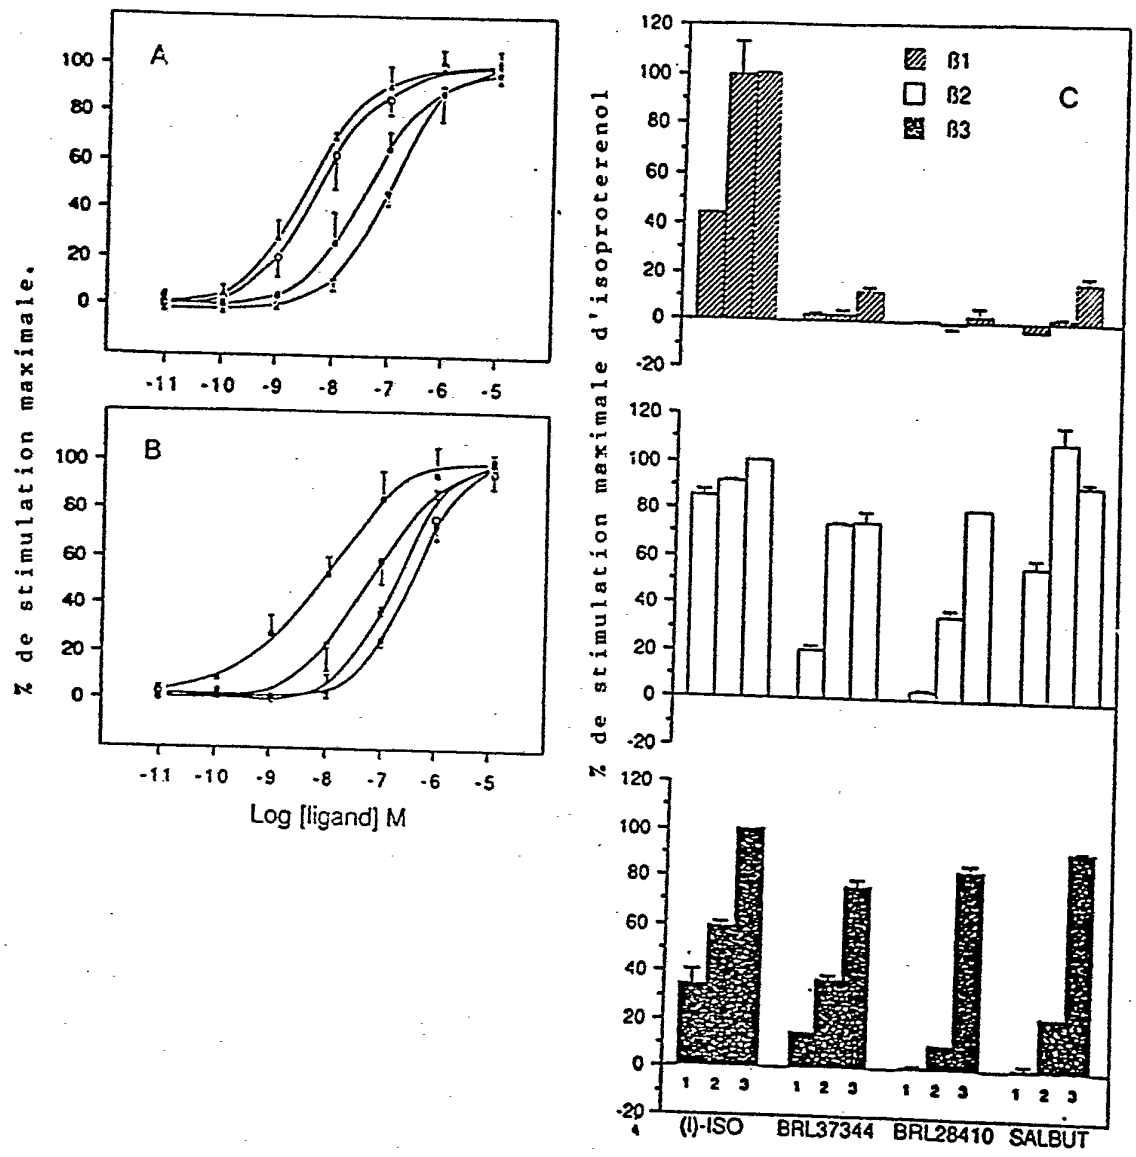 % de stimulation maximale.
A
100
80
60
40
20
0
-11 -10 -9 -8 -7 -6 -5
B
100
80
60
40
20
0
-11 -10 -9 -8 -7 -6 -5
Log [ligand] M
% de stimulation maximale d'isoproterenol
120
100
80
60
40
20
0
-20
ß1
ß2
ß3
C
120
100
80
60
40
20
0
-20
120
100
80
60
40
20
0
-20
1 2 3 1 2 3 1 2 3 1 2 3
(l)-ISO BRL37344 BRL28410 SALBUT